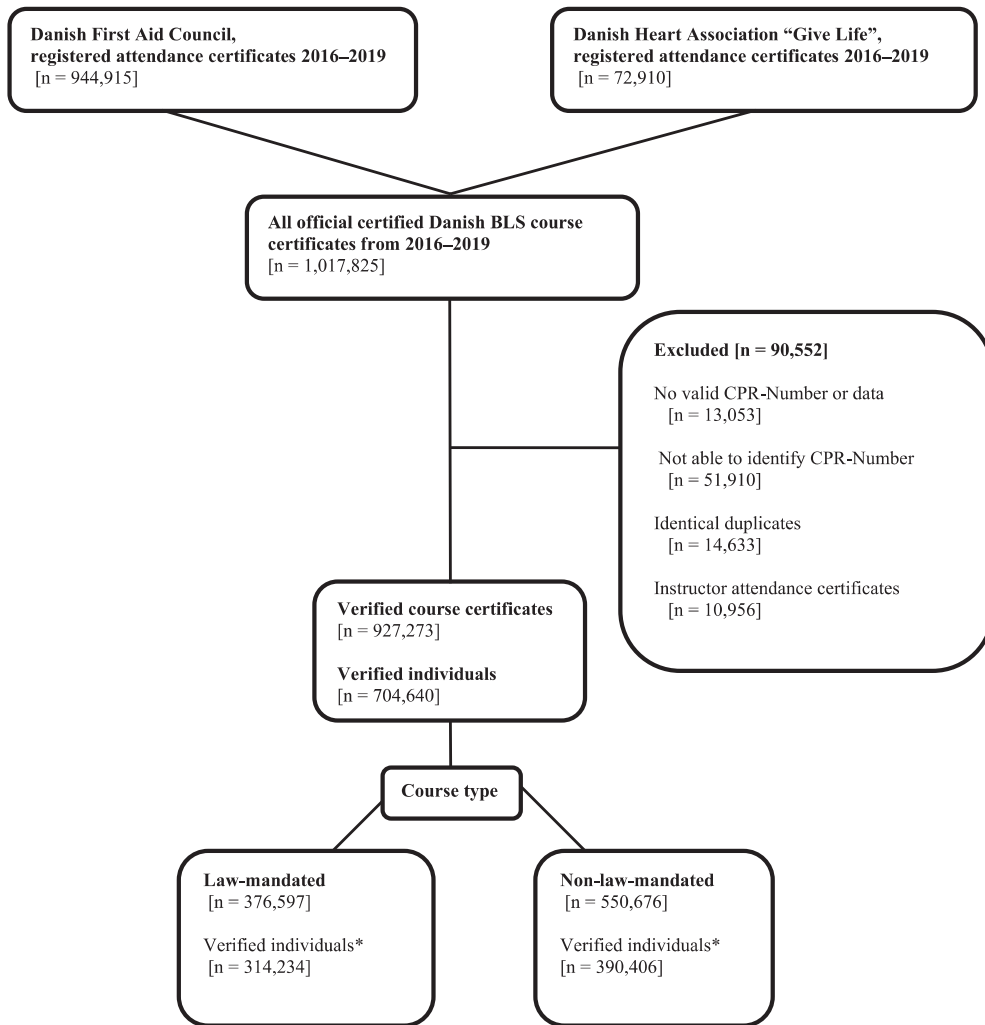 Danish First Aid Council,
registered attendance certificates 2016–2019
[n = 944,915]
Danish Heart Association “Give Life”,
registered attendance certificates 2016–2019
[n = 72,910]
All official certified Danish BLS course
certificates from 2016–2019
[n = 1,017,825]
Excluded [n = 90,552]
No valid CPR-Number or data
[n = 13,053]
Not able to identify CPR-Number
[n = 51,910]
Identical duplicates
[n = 14,633]
Instructor attendance certificates
[n = 10,956]
Verified course certificates
[n = 927,273]
Verified individuals
[n = 704,640]
Course type
Law-mandated
[n = 376,597]
Verified individuals*
[n = 314,234]
Non-law-mandated
[n = 550,676]
Verified individuals*
[n = 390,406]